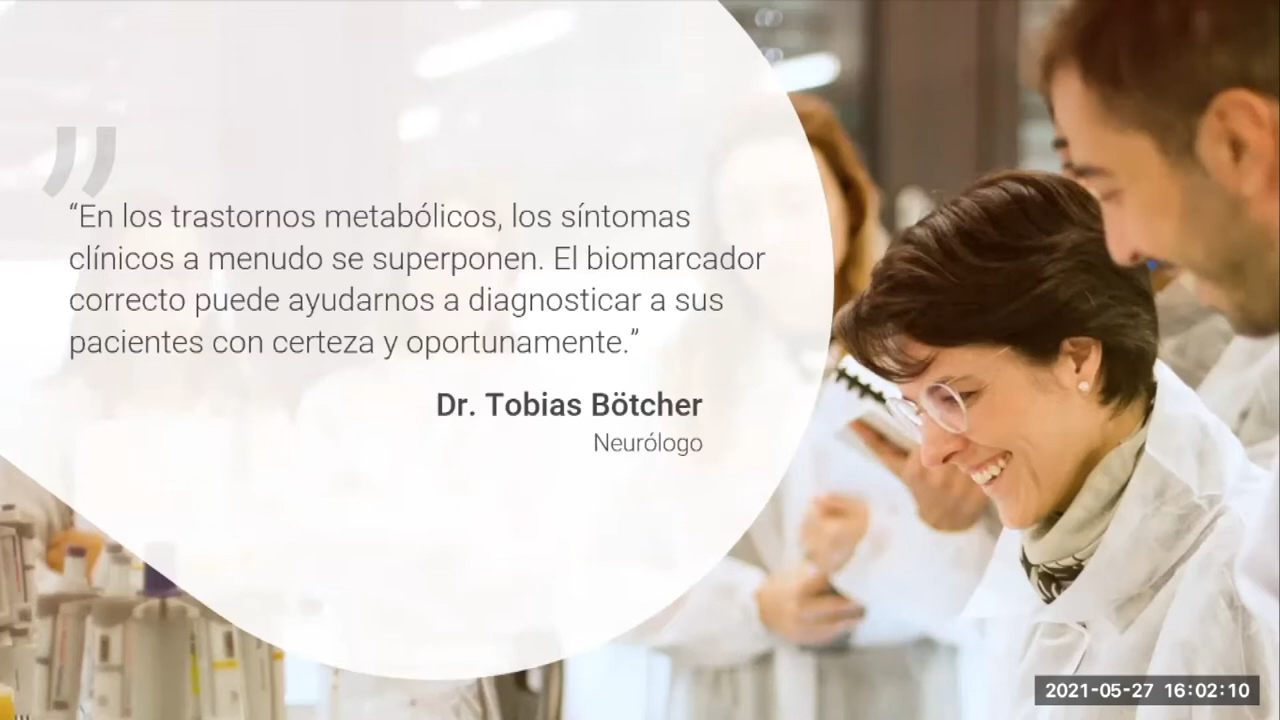 “En los trastornos metabólicos, los síntomas
clínicos a menudo se superponen. El biomarcador
correcto puede ayudarnos a diagnosticar a sus
pacientes con certeza y oportunamente.”
Dr. Tobias Bötcher
Neurólogo
2021-05-27 16:02:10